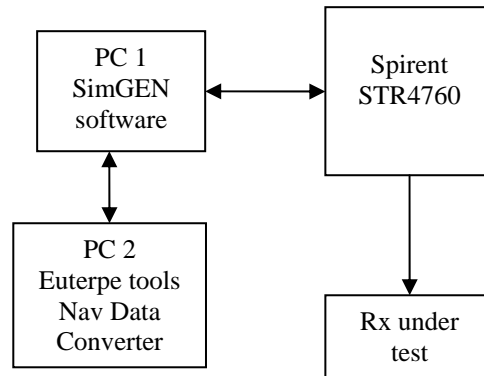 PC 1
SimGEN
software
Spirent
STR4760
PC 2
Euterpe tools
Nav Data
Converter
Rx under
test